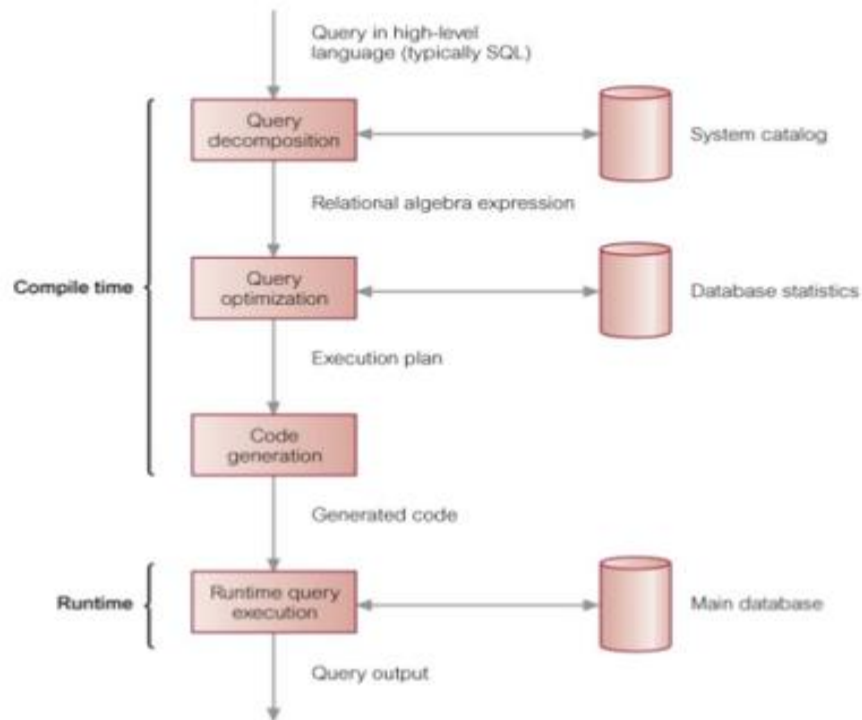 Query in high-level
language (typically SQL)
Query
decomposition
System catalog
Relational algebra expression
Compile time
Query
optimization
Database statistics
Execution plan
Code
generation
Generated code
Runtime
Runtime query
execution
Main database
Query output